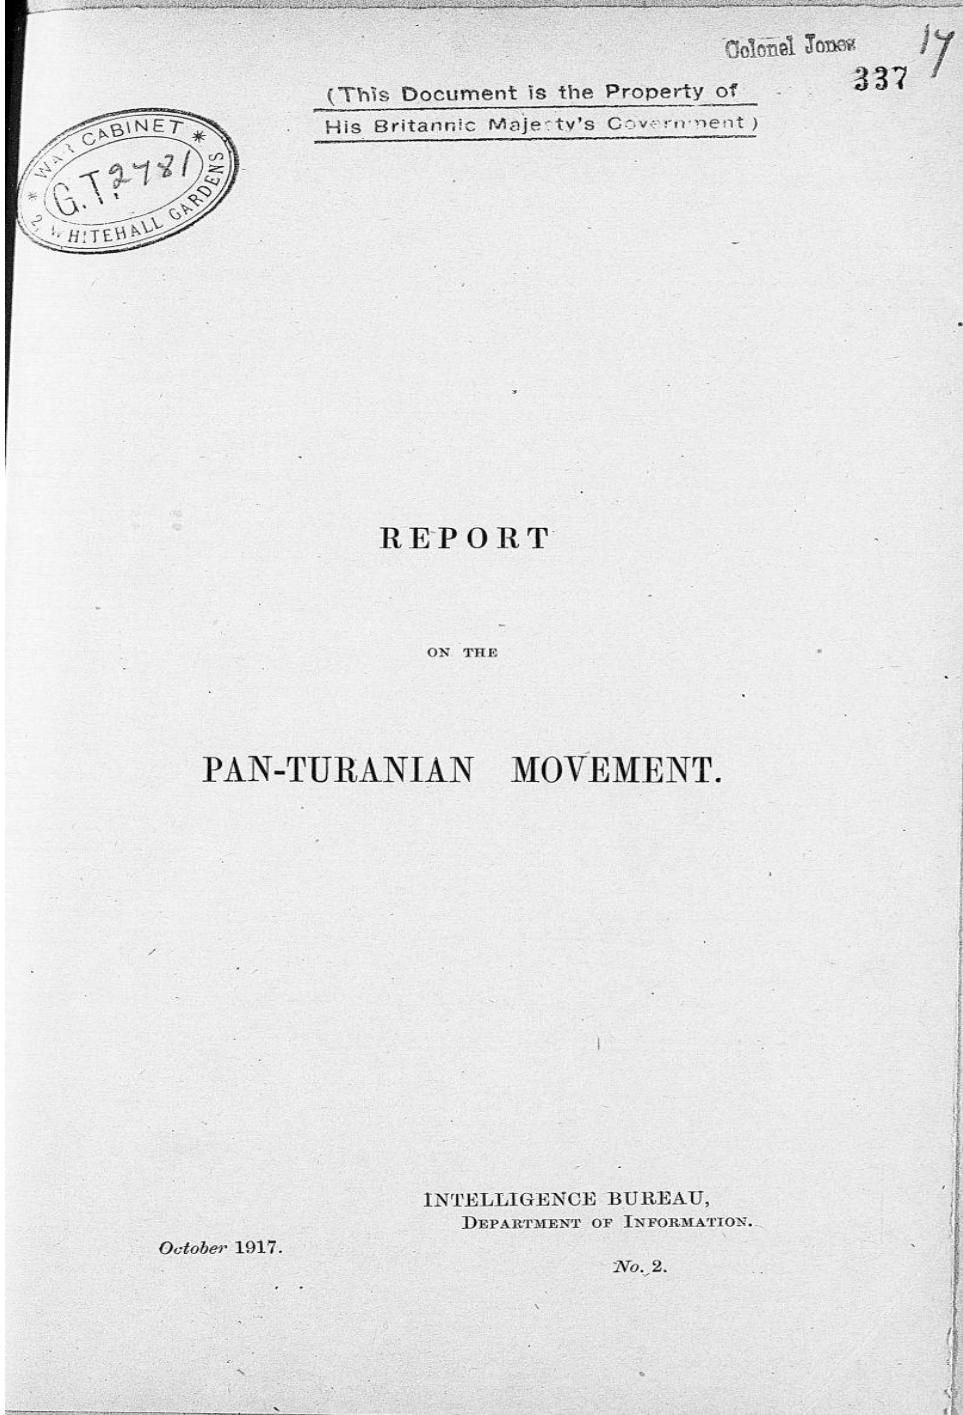 Colonel Jones
17
337
(This Document is the Property of
His Britannic Majesty's Government)
* WAR CABINET *
G.T. 2781
2, WHITEHALL GARDENS
REPORT
ON THE
PAN-TURANIAN MOVEMENT.
INTELLIGENCE BUREAU,
DEPARTMENT OF INFORMATION.
October 1917.
No. 2.